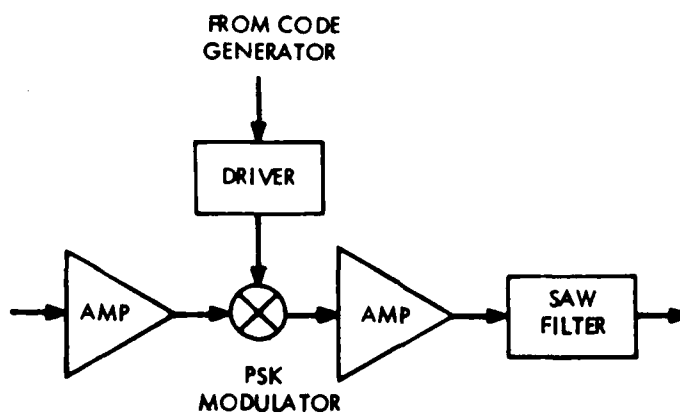 FROM CODE
GENERATOR
DRIVER
AMP
PSK
MODULATOR
AMP
SAW
FILTER